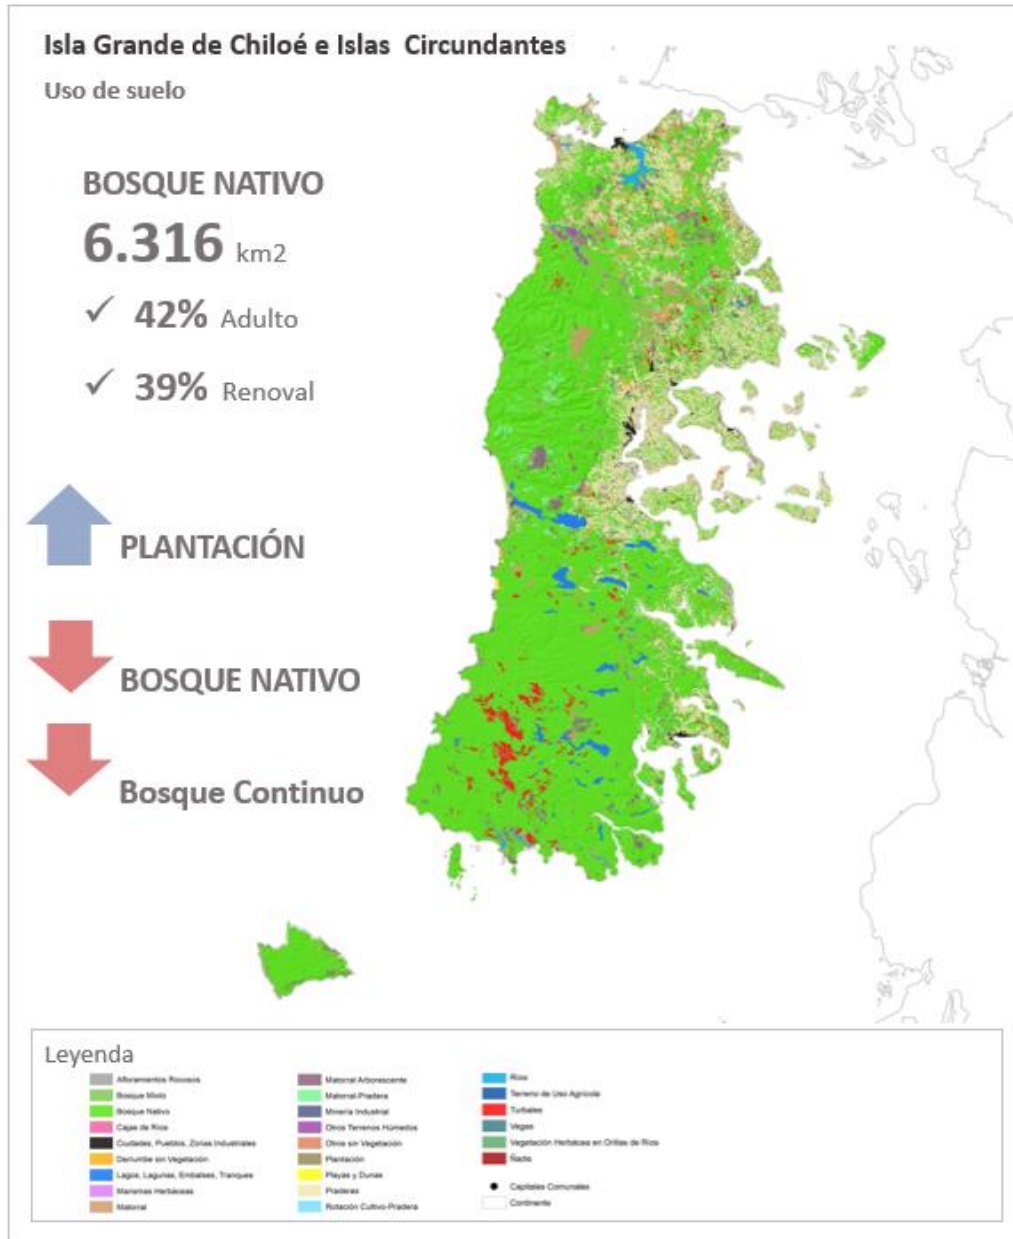 Isla Grande de Chiloé e Islas Circundantes
Uso de suelo
BOSQUE NATIVO
6.316 km2
✓ 42% Adulto
✓ 39% Renoval
PLANTACIÓN
BOSQUE NATIVO
Bosque Continuo
Leyenda
Afloramientos Rocosos
Bosque Mixto
Bosque Nativo
Cajas de Ríos
Ciudades, Pueblos, Zonas Industriales
Derrumbe sin Vegetación
Lagos, Lagunas, Embalses, Tranques
Marismas Herbáceas
Matorral
Matorral Arborescente
Matorral-Pradera
Minería Industrial
Otros Terrenos Húmedos
Otros sin Vegetación
Plantación
Playas y Dunas
Praderas
Rotación Cultivo-Pradera
Ríos
Terreno de Uso Agrícola
Turbales
Vegas
Vegetación Herbácea en Orillas de Ríos
Ñadis
Capitales Comunales
Continente